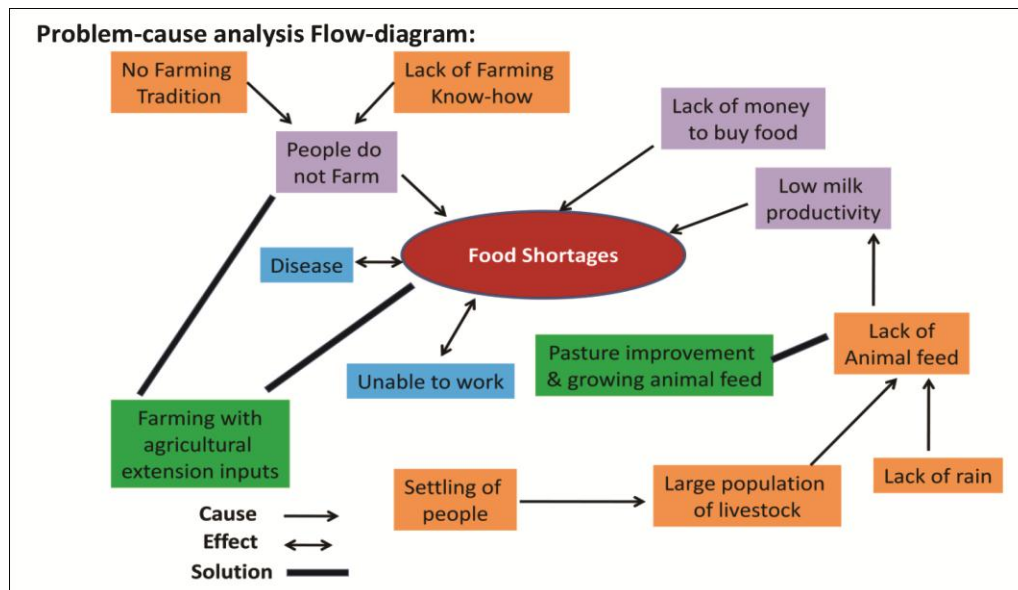 Problem-cause analysis Flow-diagram:
No Farming
Tradition
Lack of Farming
Know-how
Lack of money
to buy food
People do
not Farm
Low milk
productivity
Food Shortages
Disease
Lack of
Animal feed
Pasture improvement
& growing animal feed
Unable to work
Farming with
agricultural
extension inputs
Settling of
people
Large population
of livestock
Lack of rain
Cause
Effect
Solution